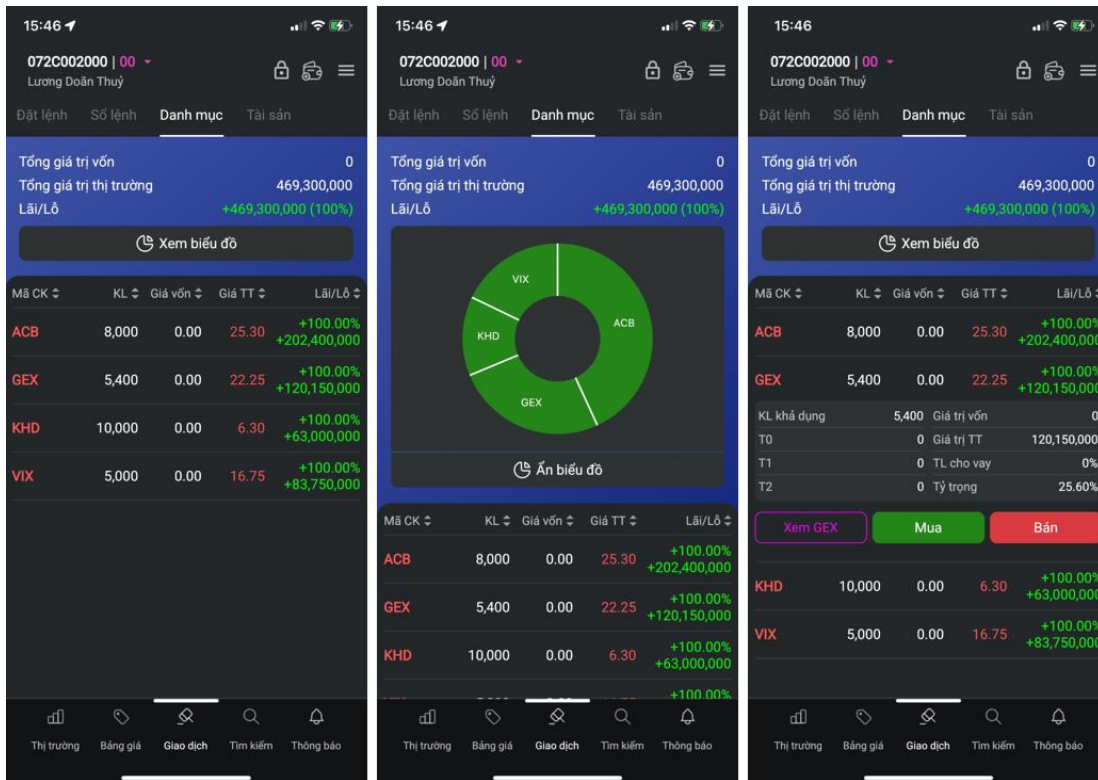 15:46
072C002000 | 00
Lương Doãn Thuỷ
Đặt lệnh Sổ lệnh Danh mục Tài sản
Tổng giá trị vốn 0
Tổng giá trị thị trường 469,300,000
Lãi/Lỗ +469,300,000 (100%)
Xem biểu đồ
Mã CK KL Giá vốn Giá TT Lãi/Lỗ
ACB 8,000 0.00 25.30 +100.00% +202,400,000
GEX 5,400 0.00 22.25 +100.00% +120,150,000
KHD 10,000 0.00 6.30 +100.00% +63,000,000
VIX 5,000 0.00 16.75 +100.00% +83,750,000
Thị trường Bảng giá Giao dịch Tìm kiếm Thông báo
15:46
072C002000 | 00
Lương Doãn Thuỷ
Đặt lệnh Sổ lệnh Danh mục Tài sản
Tổng giá trị vốn 0
Tổng giá trị thị trường 469,300,000
Lãi/Lỗ +469,300,000 (100%)
VIX
ACB
KHD
GEX
Ẩn biểu đồ
Mã CK KL Giá vốn Giá TT Lãi/Lỗ
ACB 8,000 0.00 25.30 +100.00% +202,400,000
GEX 5,400 0.00 22.25 +100.00% +120,150,000
KHD 10,000 0.00 6.30 +100.00% +63,000,000
+100.00%
Thị trường Bảng giá Giao dịch Tìm kiếm Thông báo
15:46
072C002000 | 00
Lương Doãn Thuỷ
Đặt lệnh Sổ lệnh Danh mục Tài sản
Tổng giá trị vốn 0
Tổng giá trị thị trường 469,300,000
Lãi/Lỗ +469,300,000 (100%)
Xem biểu đồ
Mã CK KL Giá vốn Giá TT Lãi/Lỗ
ACB 8,000 0.00 25.30 +100.00% +202,400,000
GEX 5,400 0.00 22.25 +100.00% +120,150,000
KL khả dụng 5,400 Giá trị vốn 0
T0 0 Giá trị TT 120,150,000
T1 0 TL cho vay 0%
T2 0 Tỷ trọng 25.60%
Xem GEX Mua Bán
KHD 10,000 0.00 6.30 +100.00% +63,000,000
VIX 5,000 0.00 16.75 +100.00% +83,750,000
Thị trường Bảng giá Giao dịch Tìm kiếm Thông báo